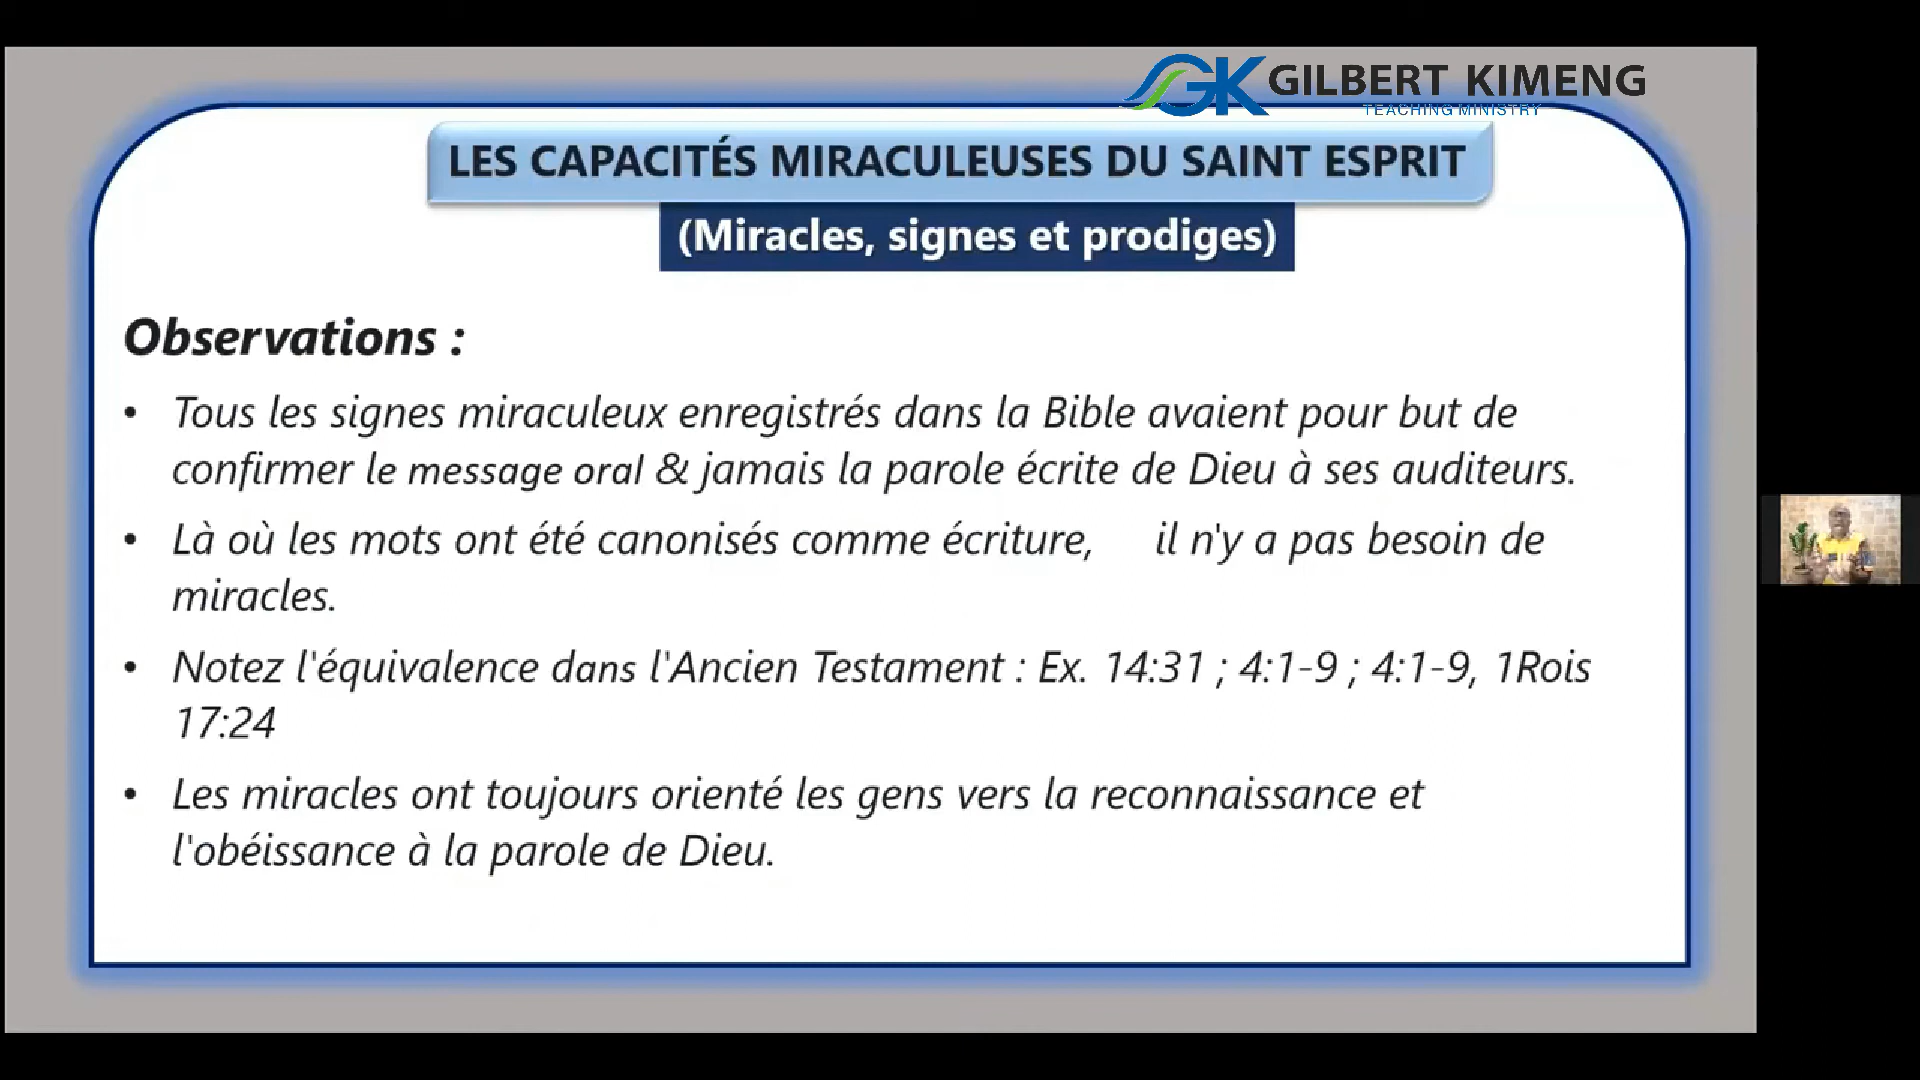 GK GILBERT KIMENG
TEACHING MINISTRY
LES CAPACITÉS MIRACULEUSES DU SAINT ESPRIT
(Miracles, signes et prodiges)
Observations :
• Tous les signes miraculeux enregistrés dans la Bible avaient pour but de
confirmer le message oral & jamais la parole écrite de Dieu à ses auditeurs.
• Là où les mots ont été canonisés comme écriture, il n'y a pas besoin de
miracles.
• Notez l'équivalence dans l'Ancien Testament : Ex. 14:31 ; 4:1-9 ; 4:1-9, 1Rois
17:24
• Les miracles ont toujours orienté les gens vers la reconnaissance et
l'obéissance à la parole de Dieu.